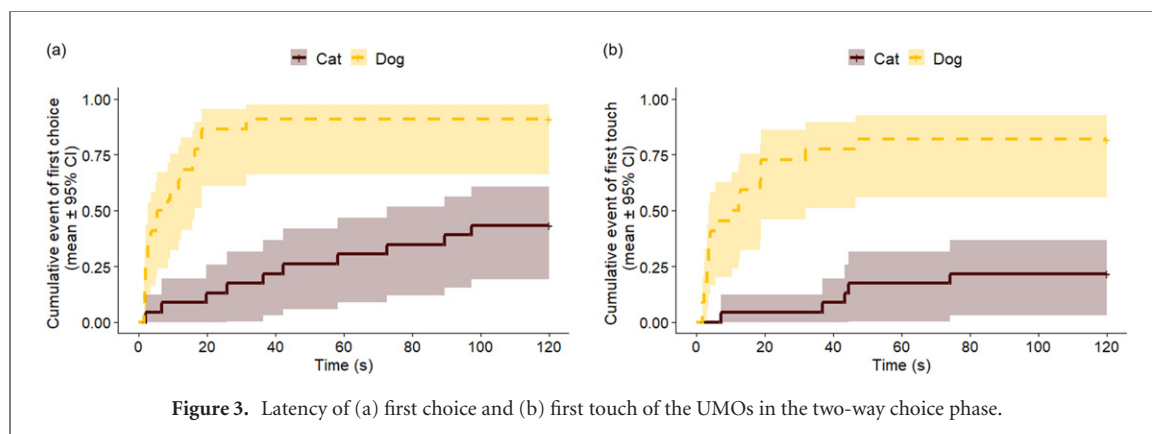 (a)
Cat Dog
Cumulative event of first choice
(mean ± 95% CI)
1.00
0.75
0.50
0.25
0.00
0 20 40 60 80 100 120
Time (s)
(b)
Cat Dog
Cumulative event of first touch
(mean ± 95% CI)
1.00
0.75
0.50
0.25
0.00
0 20 40 60 80 100 120
Time (s)
Figure 3. Latency of (a) first choice and (b) first touch of the UMOs in the two-way choice phase.